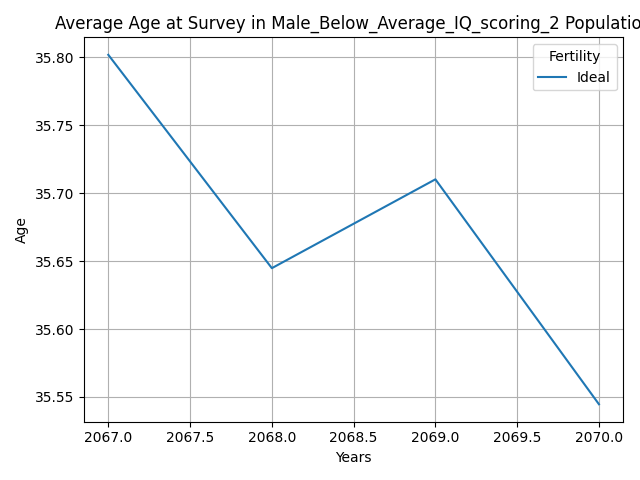 Average Age at Survey in Male_Below_Average_IQ_scoring_2 Populatio
Fertility
Ideal
35.80
35.75
35.70
35.65
35.60
35.55
Age
2067.0 2067.5 2068.0 2068.5 2069.0 2069.5 2070.0
Years